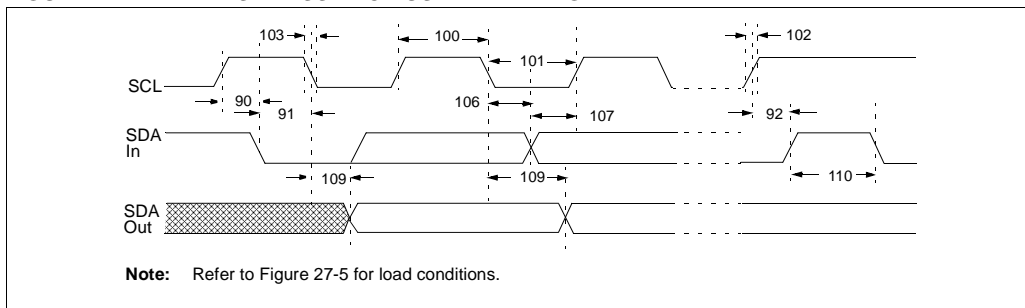 103
100
102
101
SCL
90
91
106
107
92
SDA
In
109
109
110
SDA
Out
Note: Refer to Figure 27-5 for load conditions.